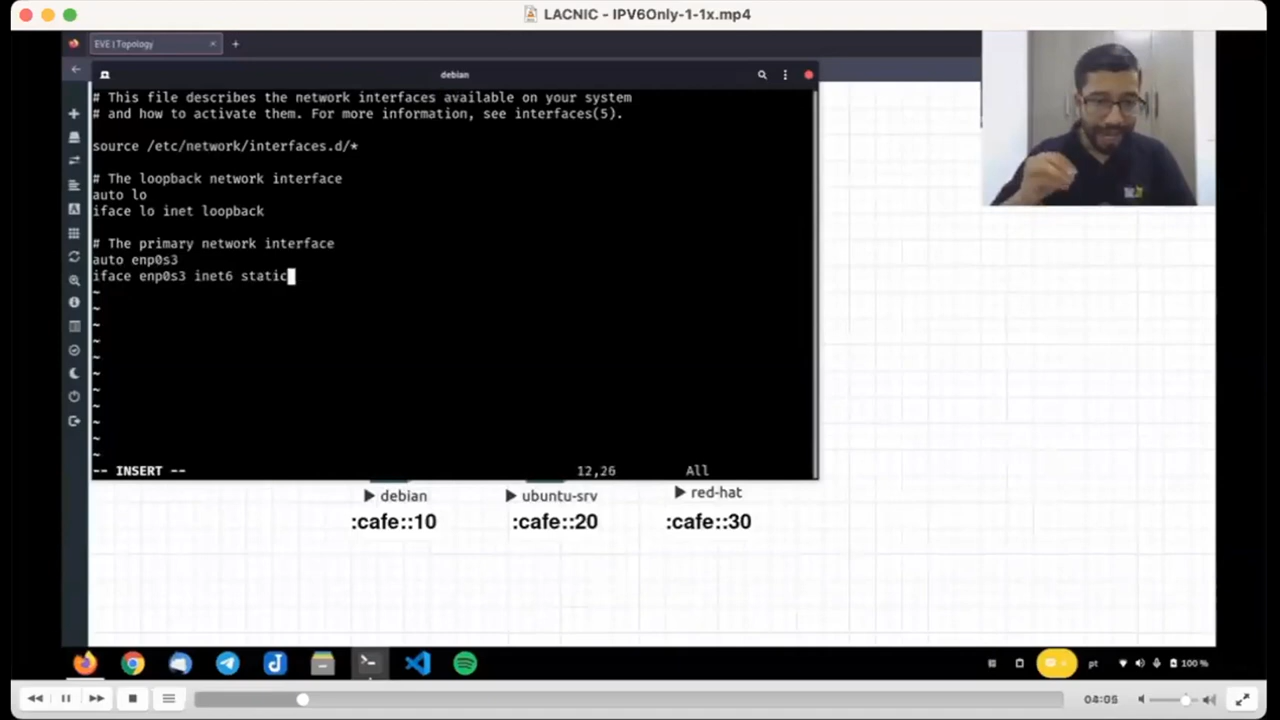 LACNIC - IPV6Only-1-1x.mp4
EVE | Topology
debian
# This file describes the network interfaces available on your system
# and how to activate them. For more information, see interfaces(5).
source /etc/network/interfaces.d/*
# The loopback network interface
auto lo
iface lo inet loopback
# The primary network interface
auto enp0s3
iface enp0s3 inet6 static
~
~
~
~
~
~
~
~
~
~
~
-- INSERT -- 12,26 All
debian ubuntu-srv red-hat
:cafe::10 :cafe::20 :cafe::30
pt 100 %
04:05